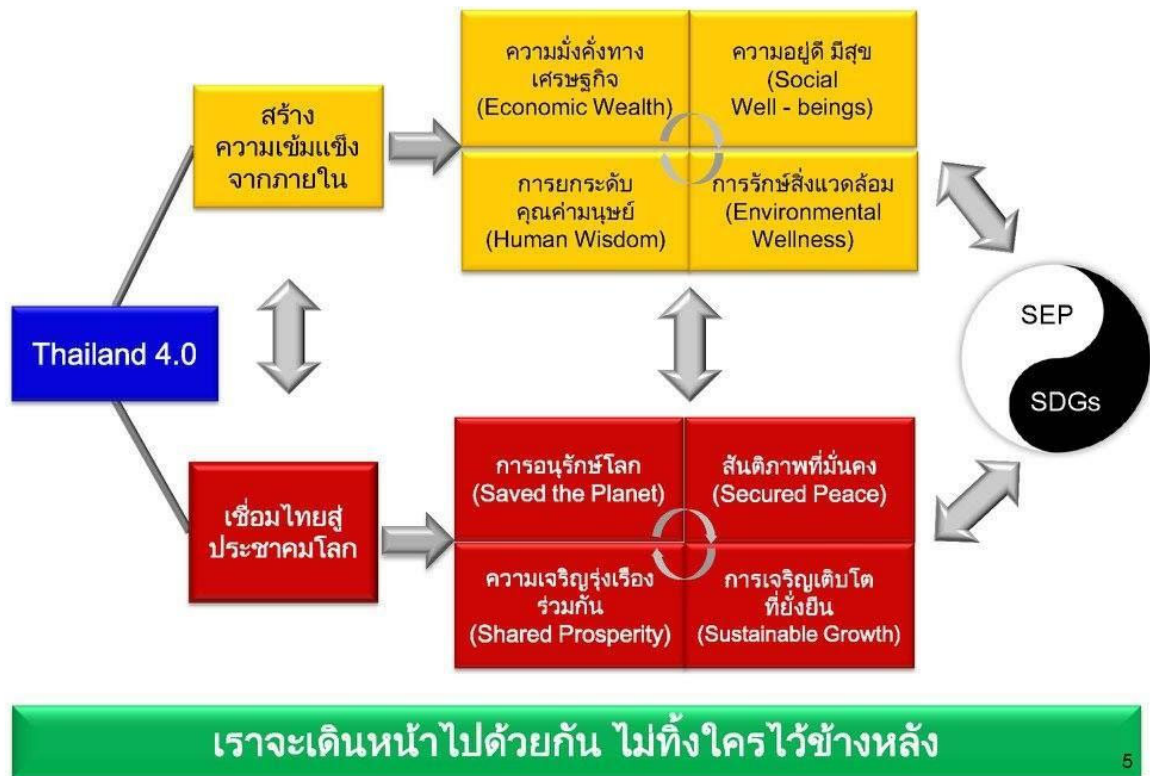 ความมั่งคั่งทาง
เศรษฐกิจ
(Economic Wealth)
ความอยู่ดี มีสุข
(Social
Well - beings)
สร้าง
ความเข้มแข็ง
จากภายใน
การยกระดับ
คุณค่ามนุษย์
(Human Wisdom)
การรักษ์สิ่งแวดล้อม
(Environmental
Wellness)
Thailand 4.0
SEP
SDGs
เชื่อมไทยสู่
ประชาคมโลก
การอนุรักษ์โลก
(Saved the Planet)
สันติภาพที่มั่นคง
(Secured Peace)
ความเจริญรุ่งเรือง
ร่วมกัน
(Shared Prosperity)
การเจริญเติบโต
ที่ยั่งยืน
(Sustainable Growth)
เราจะเดินหน้าไปด้วยกัน ไม่ทิ้งใครไว้ข้างหลัง
5